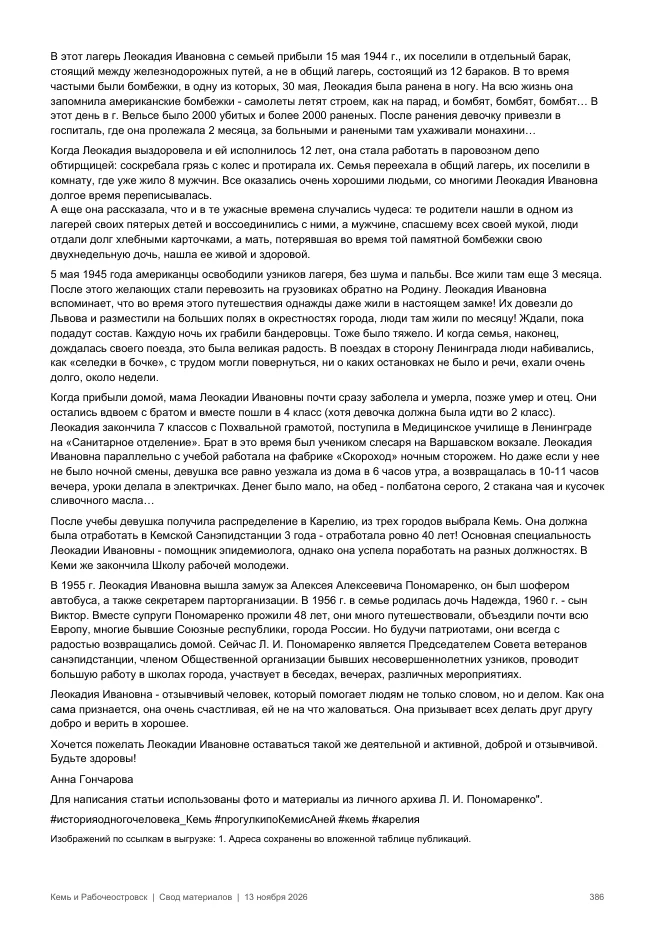 В этот лагерь Леокадия Ивановна с семьей прибыли 15 мая 1944 г., их поселили в отдельный барак,
стоящий между железнодорожных путей, а не в общий лагерь, состоящий из 12 бараков. В то время
частыми были бомбежки, в одну из которых, 30 мая, Леокадия была ранена в ногу. На всю жизнь она
запомнила американские бомбежки - самолеты летят строем, как на парад, и бомбят, бомбят, бомбят… В
этот день в г. Вельсе было 2000 убитых и более 2000 раненых. После ранения девочку привезли в
госпиталь, где она пролежала 2 месяца, за больными и ранеными там ухаживали монахини…
Когда Леокадия выздоровела и ей исполнилось 12 лет, она стала работать в паровозном депо
обтирщицей: соскребала грязь с колес и протирала их. Семья переехала в общий лагерь, их поселили в
комнату, где уже жило 8 мужчин. Все оказались очень хорошими людьми, со многими Леокадия Ивановна
долгое время переписывалась.
А еще она рассказала, что и в те ужасные времена случались чудеса: те родители нашли в одном из
лагерей своих пятерых детей и воссоединились с ними, а мужчине, спасшему всех своей мукой, люди
отдали долг хлебными карточками, а мать, потерявшая во время той памятной бомбежки свою
двухнедельную дочь, нашла ее живой и здоровой.
5 мая 1945 года американцы освободили узников лагеря, без шума и пальбы. Все жили там еще 3 месяца.
После этого желающих стали перевозить на грузовиках обратно на Родину. Леокадия Ивановна
вспоминает, что во время этого путешествия однажды даже жили в настоящем замке! Их довезли до
Львова и разместили на больших полях в окрестностях города, люди там жили по месяцу! Ждали, пока
подадут состав. Каждую ночь их грабили бандеровцы. Тоже было тяжело. И когда семья, наконец,
дождалась своего поезда, это была великая радость. В поездах в сторону Ленинграда люди набивались,
как «селедки в бочке», с трудом могли повернуться, ни о каких остановках не было и речи, ехали очень
долго, около недели.
Когда прибыли домой, мама Леокадии Ивановны почти сразу заболела и умерла, позже умер и отец. Они
остались вдвоем с братом и вместе пошли в 4 класс (хотя девочка должна была идти во 2 класс).
Леокадия закончила 7 классов с Похвальной грамотой, поступила в Медицинское училище в Ленинграде
на «Санитарное отделение». Брат в это время был учеником слесаря на Варшавском вокзале. Леокадия
Ивановна параллельно с учебой работала на фабрике «Скороход» ночным сторожем. Но даже если у нее
не было ночной смены, девушка все равно уезжала из дома в 6 часов утра, а возвращалась в 10-11 часов
вечера, уроки делала в электричках. Денег было мало, на обед - полбатона серого, 2 стакана чая и кусочек
сливочного масла…
После учебы девушка получила распределение в Карелию, из трех городов выбрала Кемь. Она должна
была отработать в Кемской Санэпидстанции 3 года - отработала ровно 40 лет! Основная специальность
Леокадии Ивановны - помощник эпидемиолога, однако она успела поработать на разных должностях. В
Кеми же закончила Школу рабочей молодежи.
В 1955 г. Леокадия Ивановна вышла замуж за Алексея Алексеевича Пономаренко, он был шофером
автобуса, а также секретарем парторганизации. В 1956 г. в семье родилась дочь Надежда, 1960 г. - сын
Виктор. Вместе супруги Пономаренко прожили 48 лет, они много путешествовали, объездили почти всю
Европу, многие бывшие Союзные республики, города России. Но будучи патриотами, они всегда с
радостью возвращались домой. Сейчас Л. И. Пономаренко является Председателем Совета ветеранов
санэпидстанции, членом Общественной организации бывших несовершеннолетних узников, проводит
большую работу в школах города, участвует в беседах, вечерах, различных мероприятиях.
Леокадия Ивановна - отзывчивый человек, который помогает людям не только словом, но и делом. Как она
сама признается, она очень счастливая, ей не на что жаловаться. Она призывает всех делать друг другу
добро и верить в хорошее.
Хочется пожелать Леокадии Ивановне оставаться такой же деятельной и активной, доброй и отзывчивой.
Будьте здоровы!
Анна Гончарова
Для написания статьи использованы фото и материалы из личного архива Л. И. Пономаренко".
#историяодногочеловека_Кемь #прогулкипоКемисАней #кемь #карелия
Изображений по ссылкам в выгрузке: 1. Адреса сохранены во вложенной таблице публикаций.
Кемь и Рабочеостровск | Свод материалов | 13 ноября 2026
386